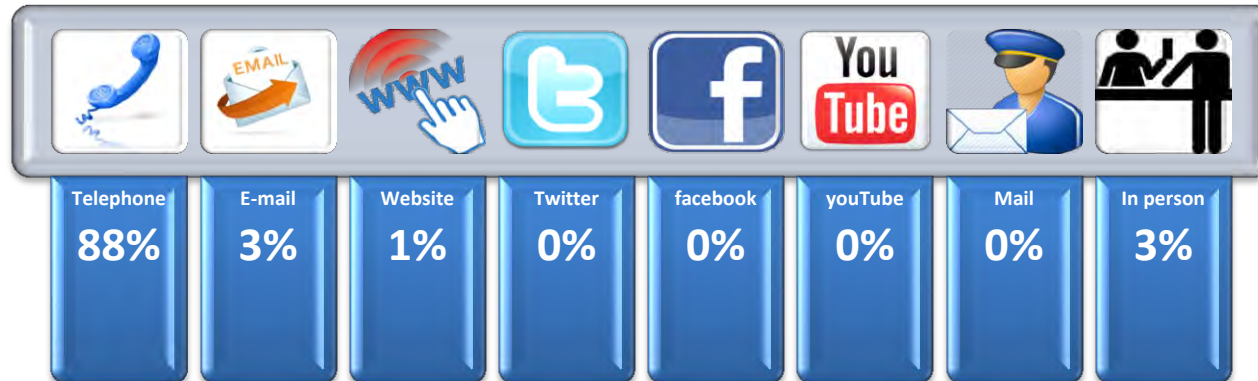 EMAIL
WWW
t
f
You
Tube
Telephone
88%
E-mail
3%
Website
1%
Twitter
0%
facebook
0%
youTube
0%
Mail
0%
In person
3%